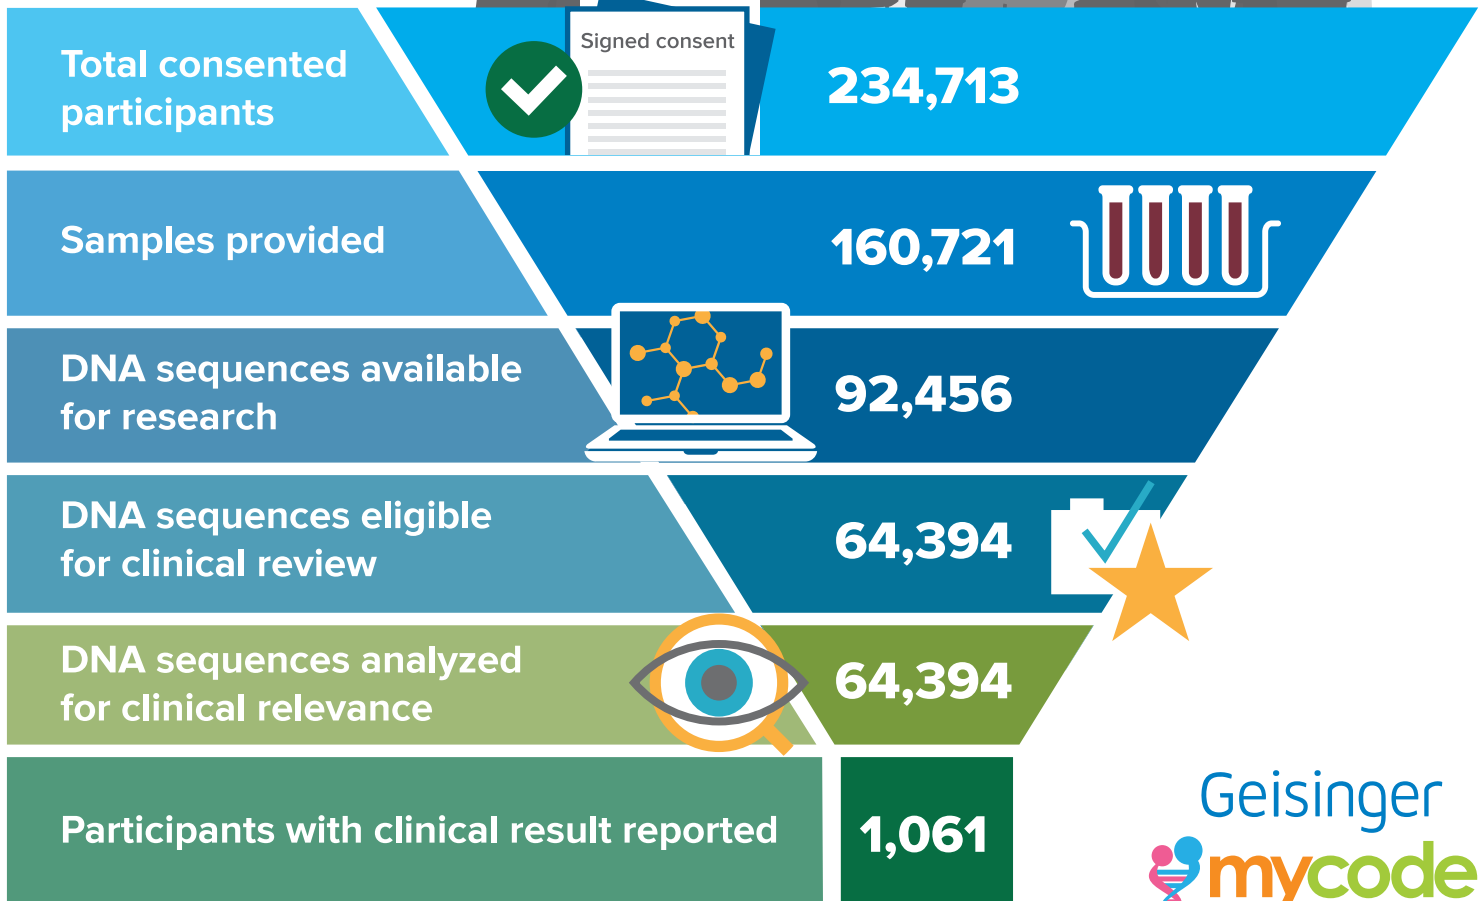 Signed consent
Total consented
participants
234,713
Samples provided
160,721
DNA sequences available
for research
92,456
DNA sequences eligible
for clinical review
64,394
DNA sequences analyzed
for clinical relevance
64,394
Participants with clinical result reported
1,061
Geisinger
mycode